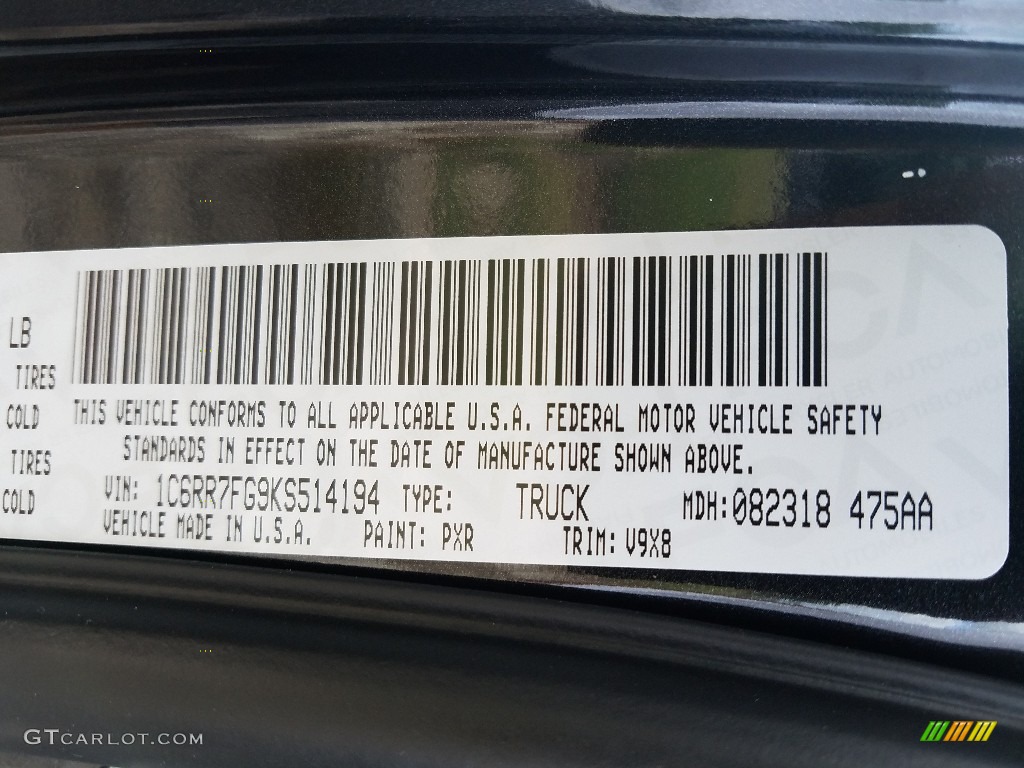 LB
TIRES
COLD
TIRES
COLD
THIS VEHICLE CONFORMS TO ALL APPLICABLE U.S.A. FEDERAL MOTOR VEHICLE SAFETY
STANDARDS IN EFFECT ON THE DATE OF MANUFACTURE SHOWN ABOVE.
VIN: 1C6RR7FG9KS514194 TYPE: TRUCK MDH:082318 475AA
VEHICLE MADE IN U.S.A. PAINT: PXR TRIM: V9X8
GTCARLOT.COM